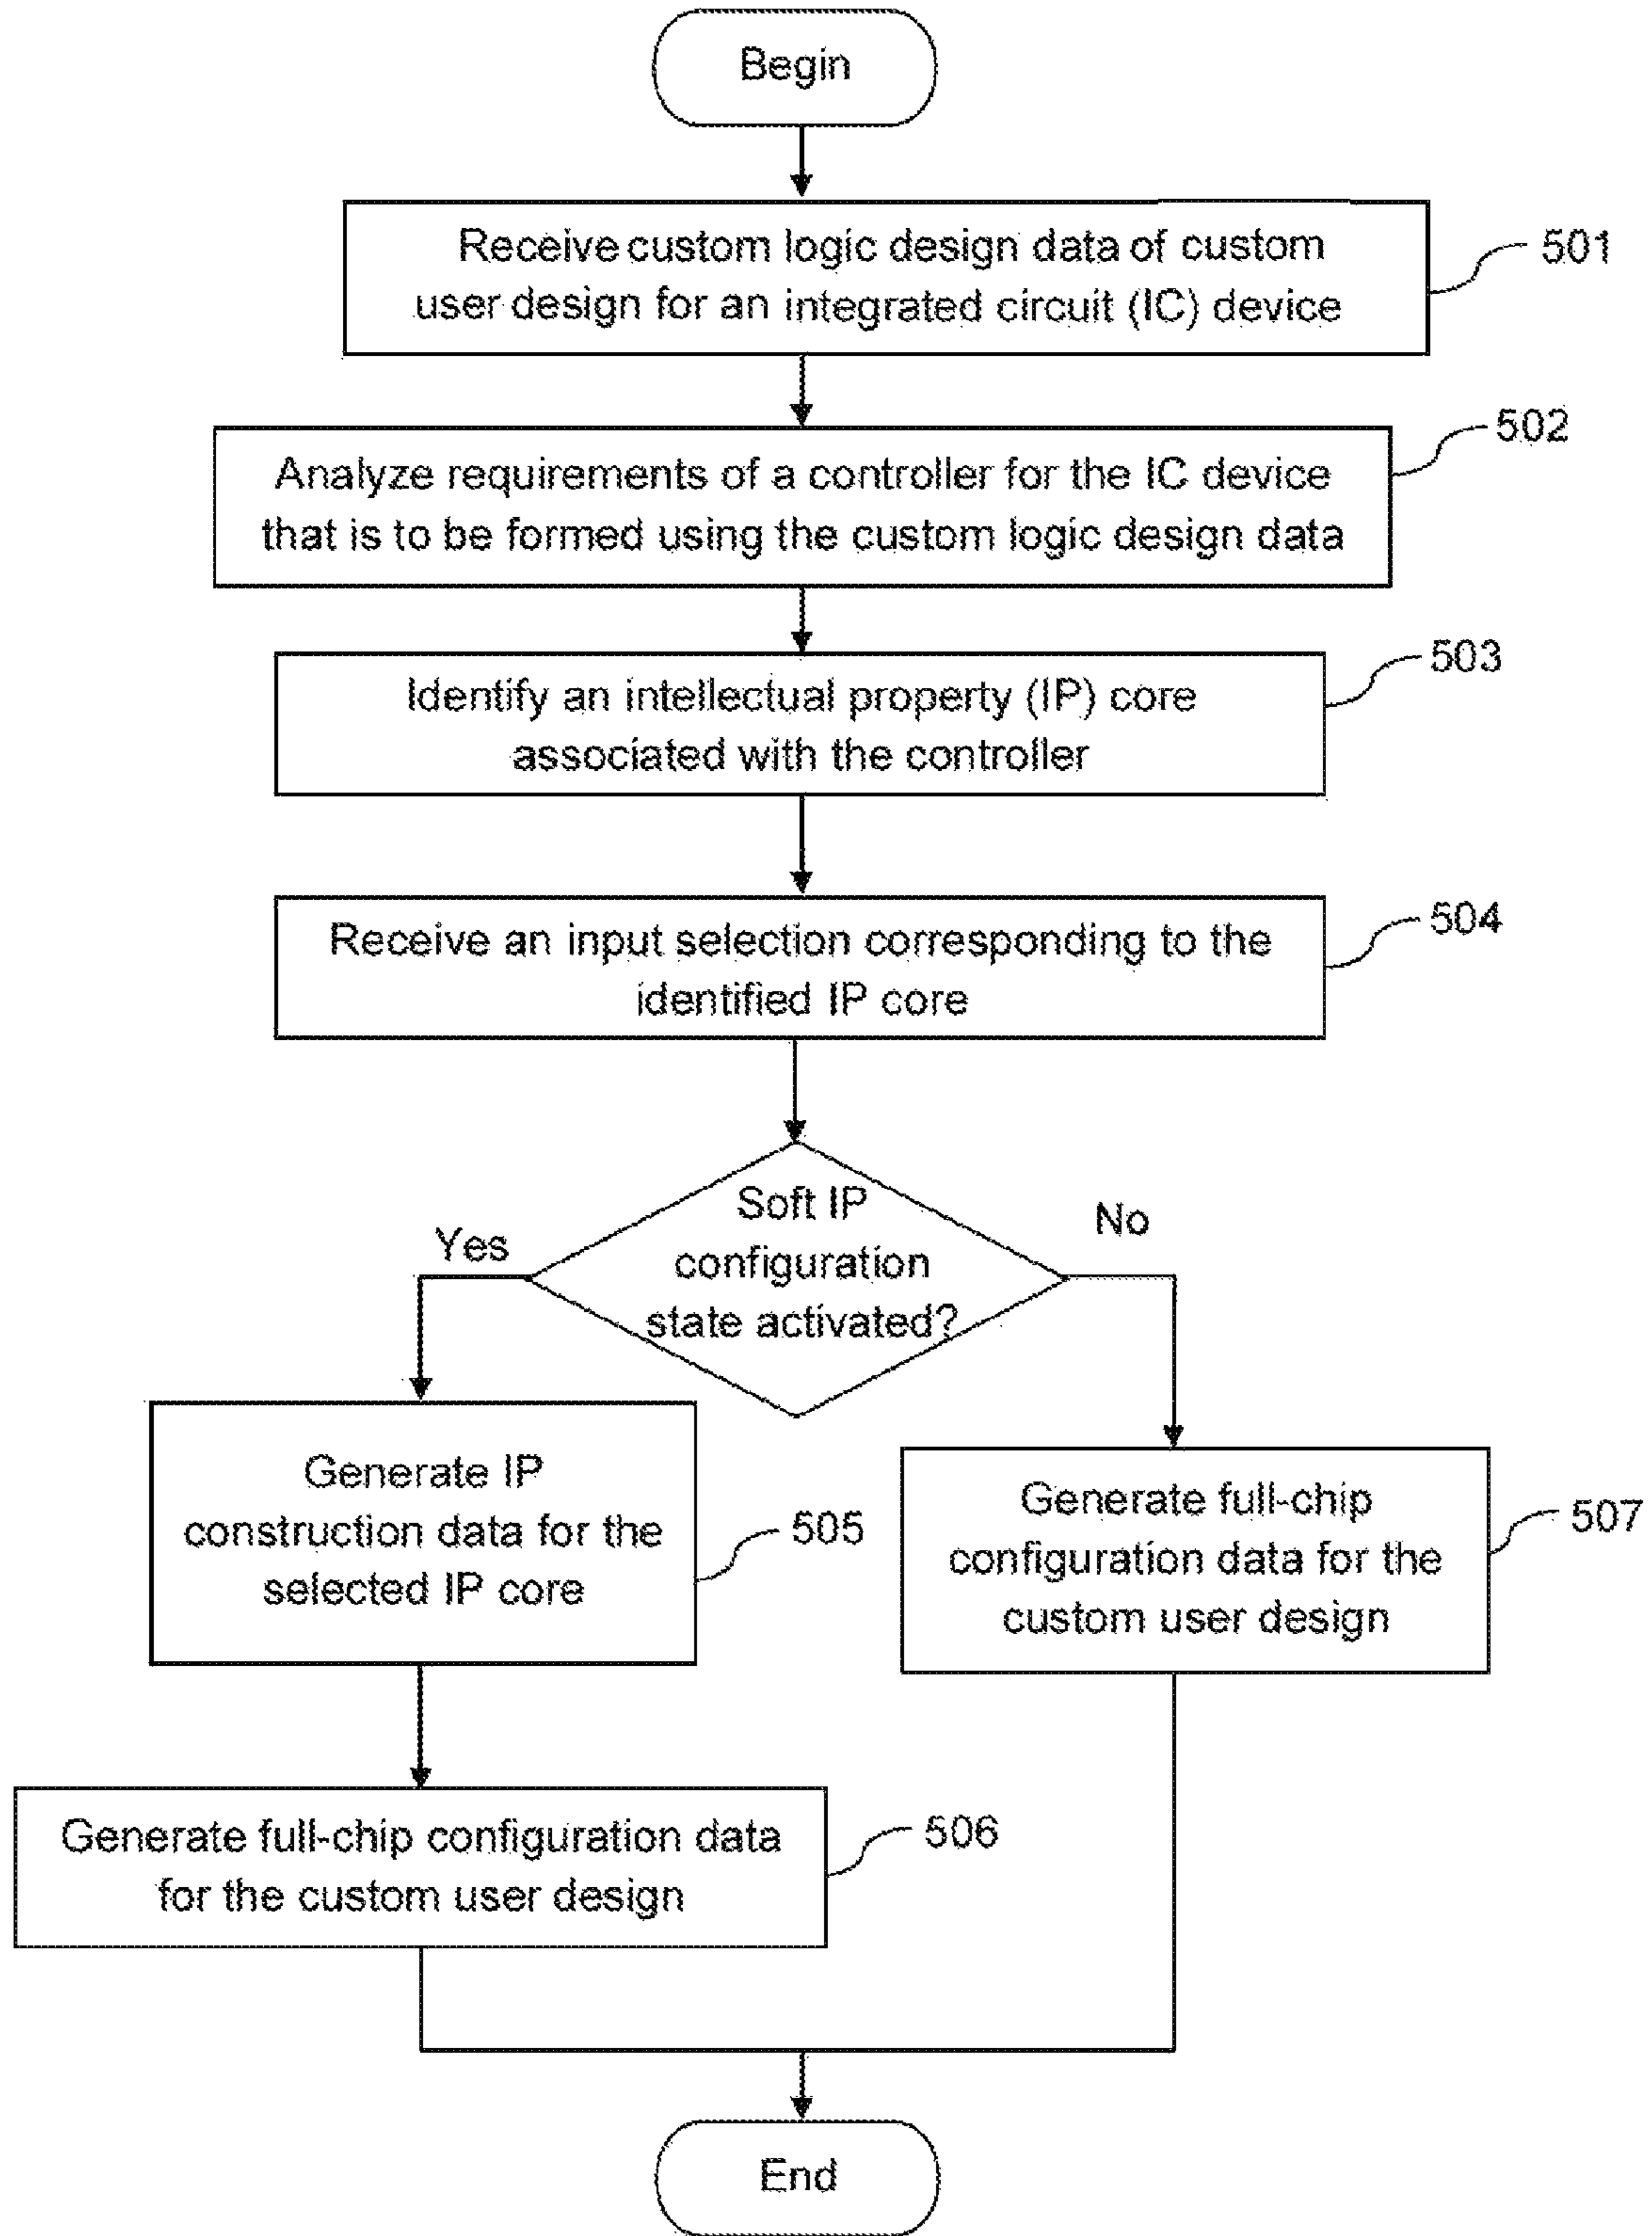 Begin
Receive custom logic design data of custom
user design for an integrated circuit (IC) device
501
502
Analyze requirements of a controller for the IC device
that is to be formed using the custom logic design data
503
Identify an intellectual property (IP) core
associated with the controller
504
Receive an input selection corresponding to the
identified IP core
Soft IP
configuration
state activated?
Yes
No
Generate IP
construction data for the
selected IP core
505
Generate full-chip
configuration data for the
custom user design
507
Generate full-chip configuration data
for the custom user design
506
End